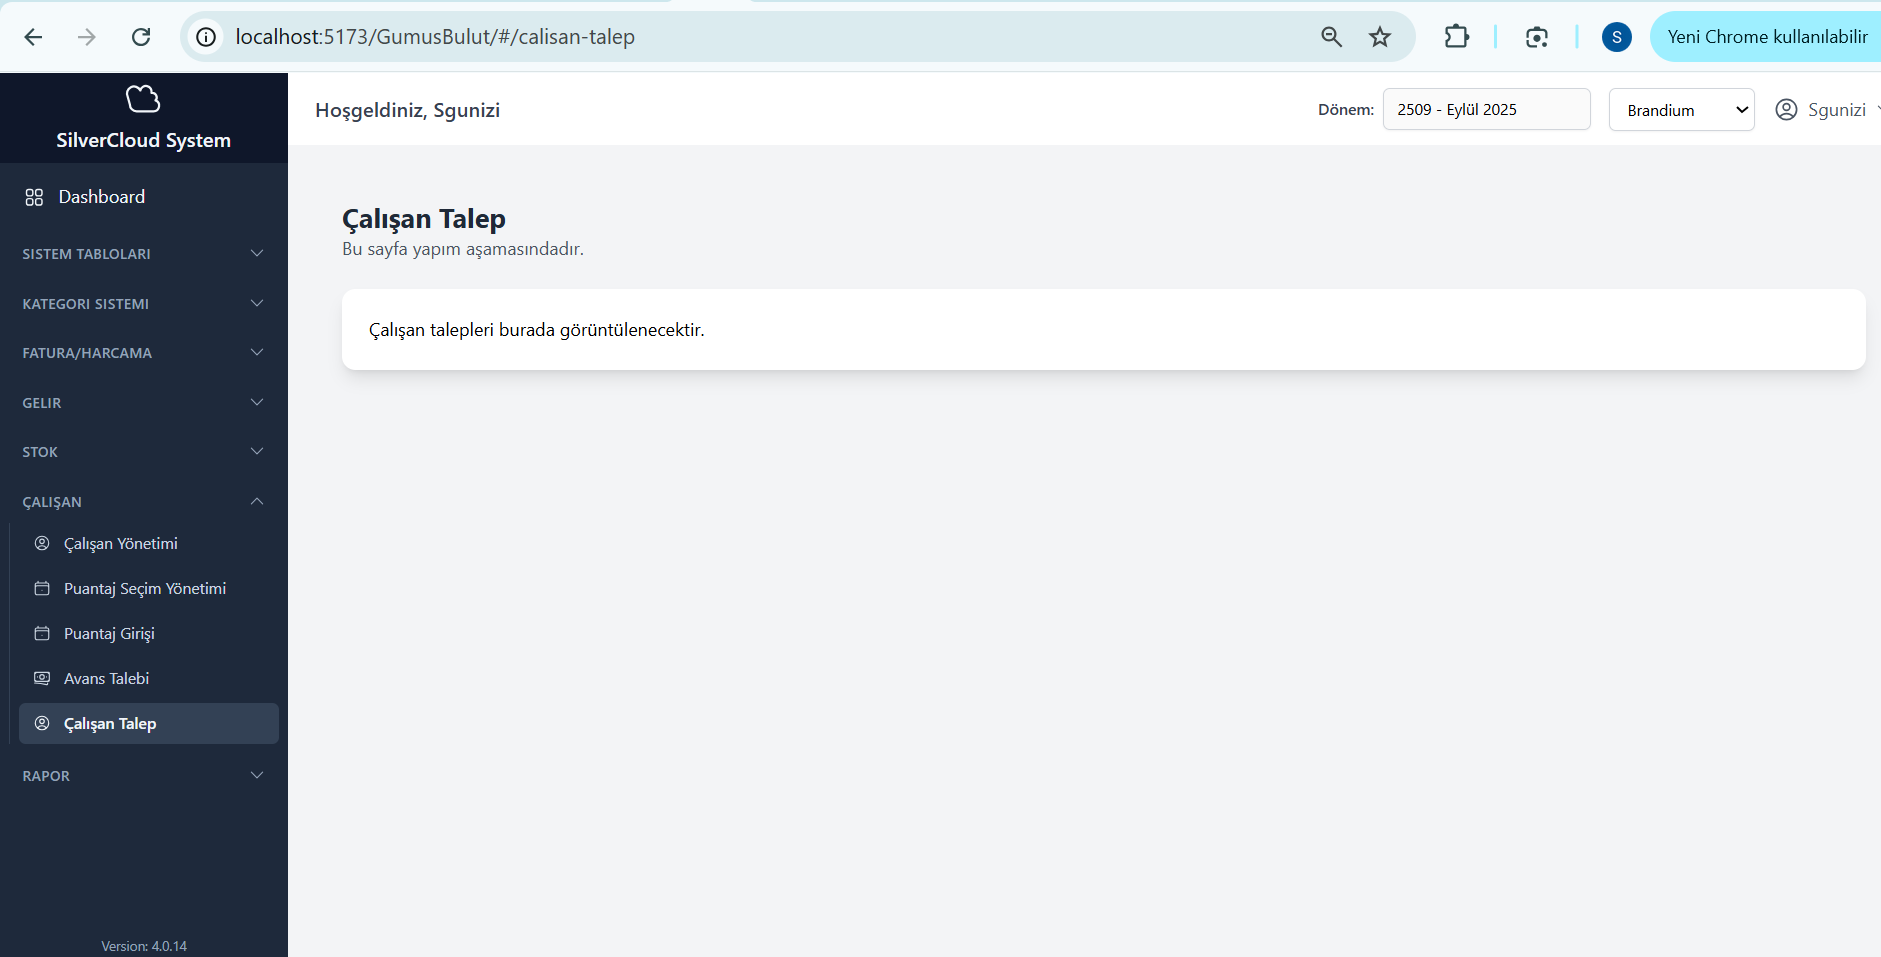 localhost:5173/GumusBulut/#/calisan-talep
S
Yeni Chrome kullanılabilir
SilverCloud System
Hoşgeldiniz, Sgunizi
Dönem:
2509 - Eylül 2025
Brandium
Sgunizi
Dashboard
SISTEM TABLOLARI
KATEGORI SISTEMI
FATURA/HARCAMA
GELIR
STOK
ÇALIŞAN
Çalışan Yönetimi
Puantaj Seçim Yönetimi
Puantaj Girişi
Avans Talebi
Çalışan Talep
RAPOR
Version: 4.0.14
Çalışan Talep
Bu sayfa yapım aşamasındadır.
Çalışan talepleri burada görüntülenecektir.